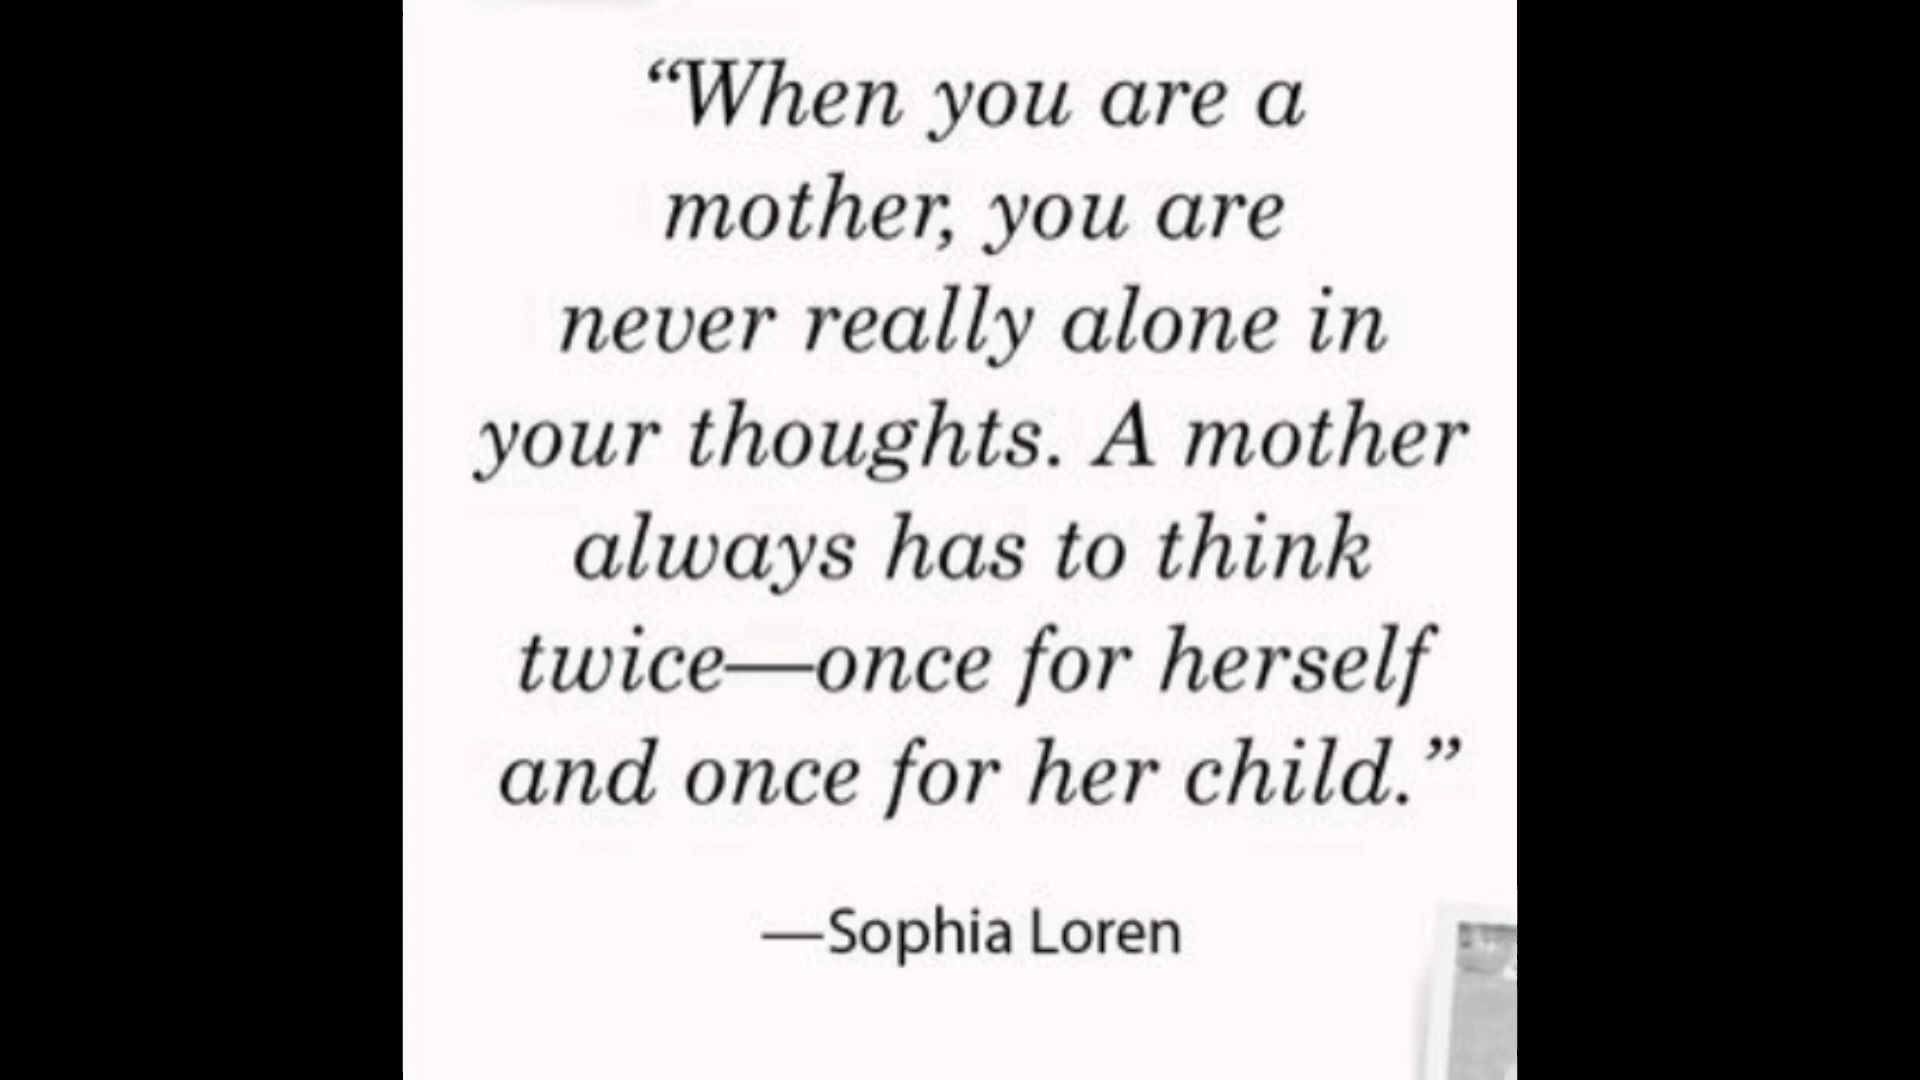 “When you are a
mother, you are
never really alone in
your thoughts. A mother
always has to think
twice—once for herself
and once for her child.”
—Sophia Loren